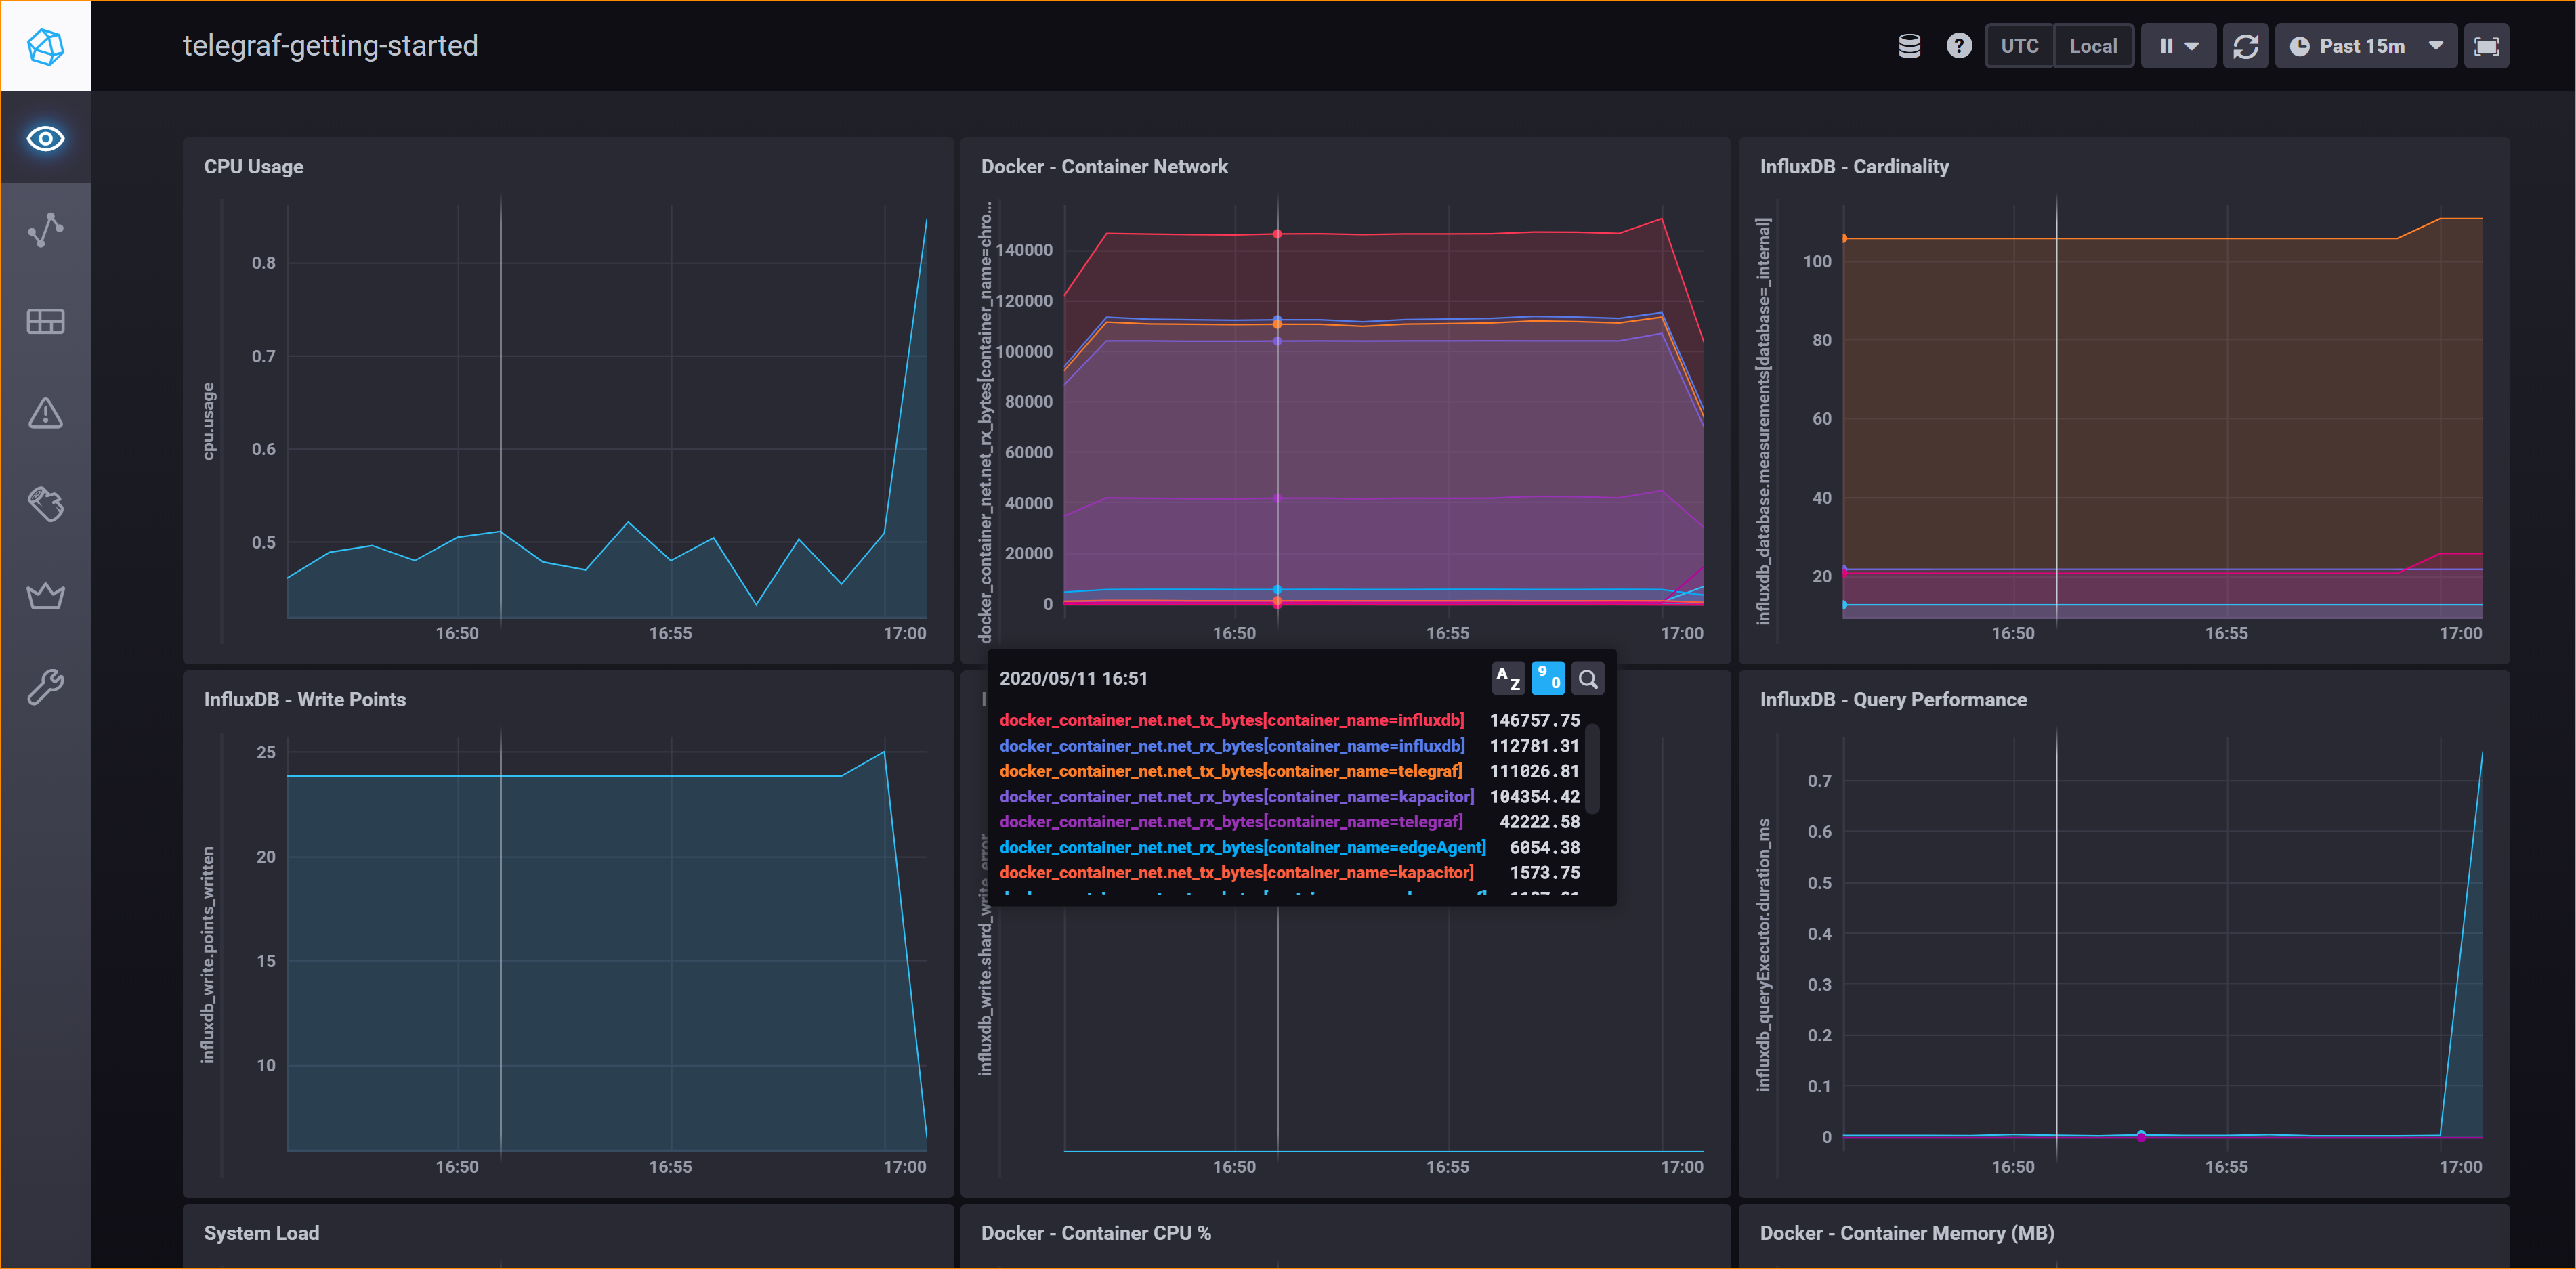 telegraf-getting-started
UTC
Local
Past 15m
CPU Usage
cpu.usage
0.8
0.7
0.6
0.5
16:50
16:55
17:00
Docker - Container Network
docker_container_net.net_rx_bytes[container_name=chro...
140000
120000
100000
80000
60000
40000
20000
0
16:50
16:55
17:00
InfluxDB - Cardinality
influxdb_database.measurements[database=_internal]
100
80
60
40
20
16:50
16:55
17:00
2020/05/11 16:51
A
Z
9
0
docker_container_net.net_tx_bytes[container_name=influxdb] 146757.75
docker_container_net.net_rx_bytes[container_name=influxdb] 112781.31
docker_container_net.net_tx_bytes[container_name=telegraf] 111026.81
docker_container_net.net_rx_bytes[container_name=kapacitor] 104354.42
docker_container_net.net_rx_bytes[container_name=telegraf] 42222.58
docker_container_net.net_rx_bytes[container_name=edgeAgent] 6054.38
docker_container_net.net_tx_bytes[container_name=kapacitor] 1573.75
InfluxDB - Write Points
influxdb_write.points_written
25
20
15
10
16:50
16:55
17:00
influxdb_write.shard_write_error
16:50
16:55
17:00
InfluxDB - Query Performance
influxdb_queryExecutor.duration_ms
0.7
0.6
0.5
0.4
0.3
0.2
0.1
0
16:50
16:55
17:00
System Load
Docker - Container CPU %
Docker - Container Memory (MB)